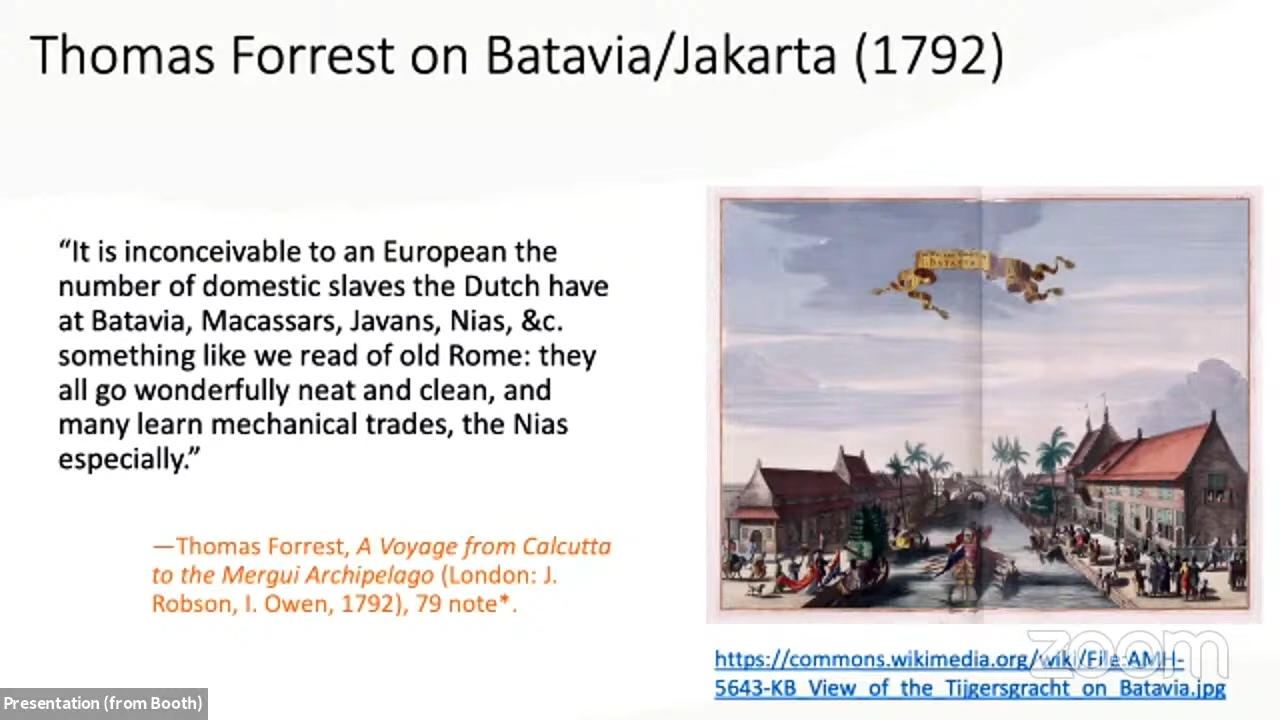 Thomas Forrest on Batavia/Jakarta (1792)
“It is inconceivable to an European the
number of domestic slaves the Dutch have
at Batavia, Macassars, Javans, Nias, &c.
something like we read of old Rome: they
all go wonderfully neat and clean, and
many learn mechanical trades, the Nias
especially.”
—Thomas Forrest, A Voyage from Calcutta
to the Mergui Archipelago (London: J.
Robson, I. Owen, 1792), 79 note*.
BATAVIA
https://commons.wikimedia.org/wiki/File:AMH-
5643-KB_View_of_the_Tijgersgracht_on_Batavia.jpg
zoom
Presentation (from Booth)